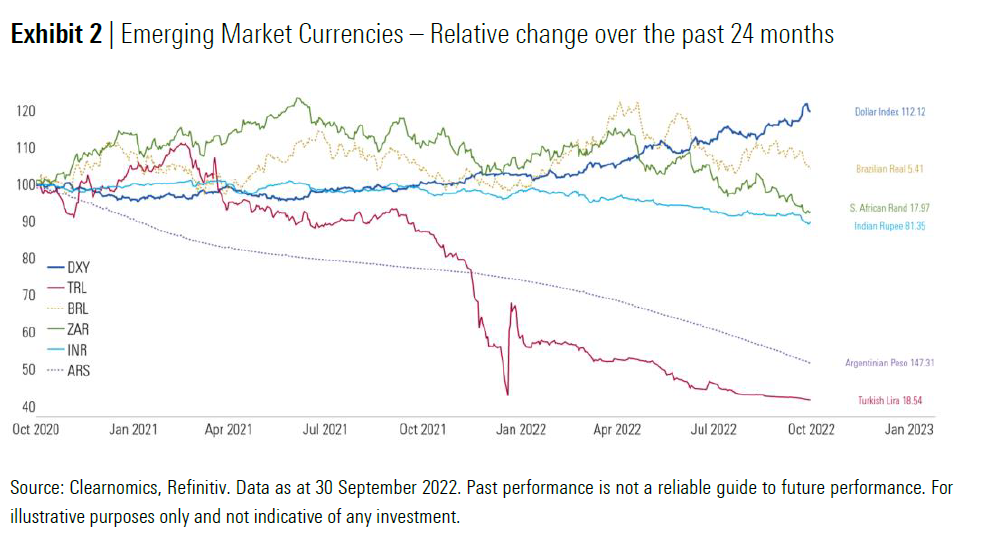 Exhibit 2 | Emerging Market Currencies – Relative change over the past 24 months
120
110
100
90
80
70
60
50
40
DXY
TRL
BRL
ZAR
INR
ARS
Dollar Index 112.12
Brazilian Real 5.41
S. African Rand 17.97
Indian Rupee 81.35
Argentinian Peso 147.31
Turkish Lira 18.54
Oct 2020
Jan 2021
Apr 2021
Jul 2021
Oct 2021
Jan 2022
Apr 2022
Jul 2022
Oct 2022
Jan 2023
Source: Clearnomics, Refinitiv. Data as at 30 September 2022. Past performance is not a reliable guide to future performance. For
illustrative purposes only and not indicative of any investment.